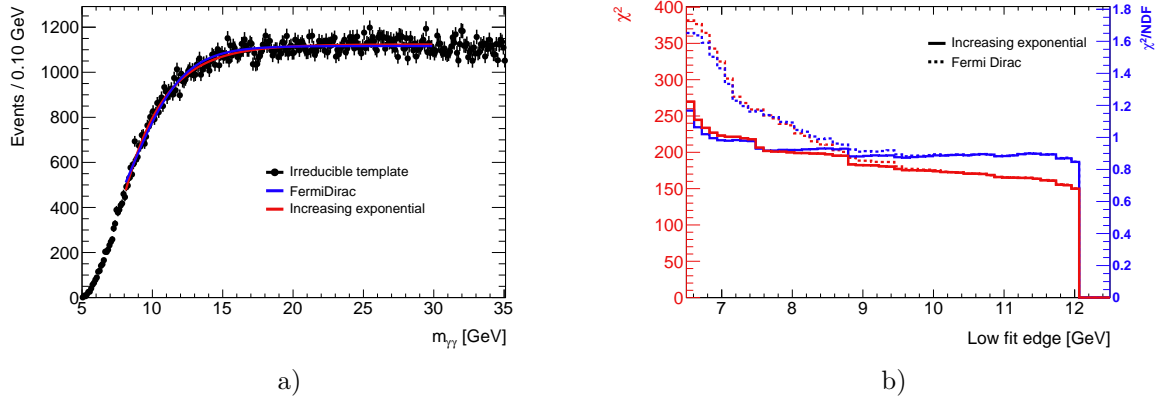 Events / 0.10 GeV
1200
1000
800
600
400
200
0
Irreducible template
FermiDirac
Increasing exponential
5 10 15 20 25 30 35
mγγ [GeV]
a)
χ²
400
350
300
250
200
150
100
50
0
Increasing exponential
Fermi Dirac
1.8
1.6
1.4
1.2
1
0.8
0.6
0.4
0.2
0
χ²/NDF
7 8 9 10 11 12
Low fit edge [GeV]
b)